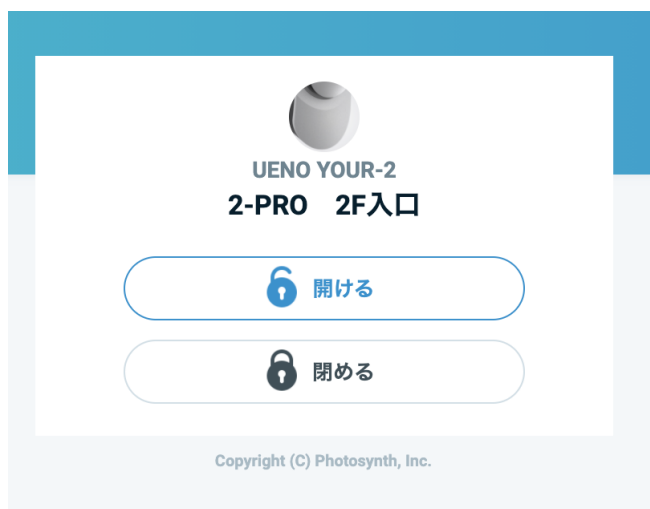 UENO YOUR-2
2-PRO　2F入口
開ける
閉める
Copyright (C) Photosynth, Inc.